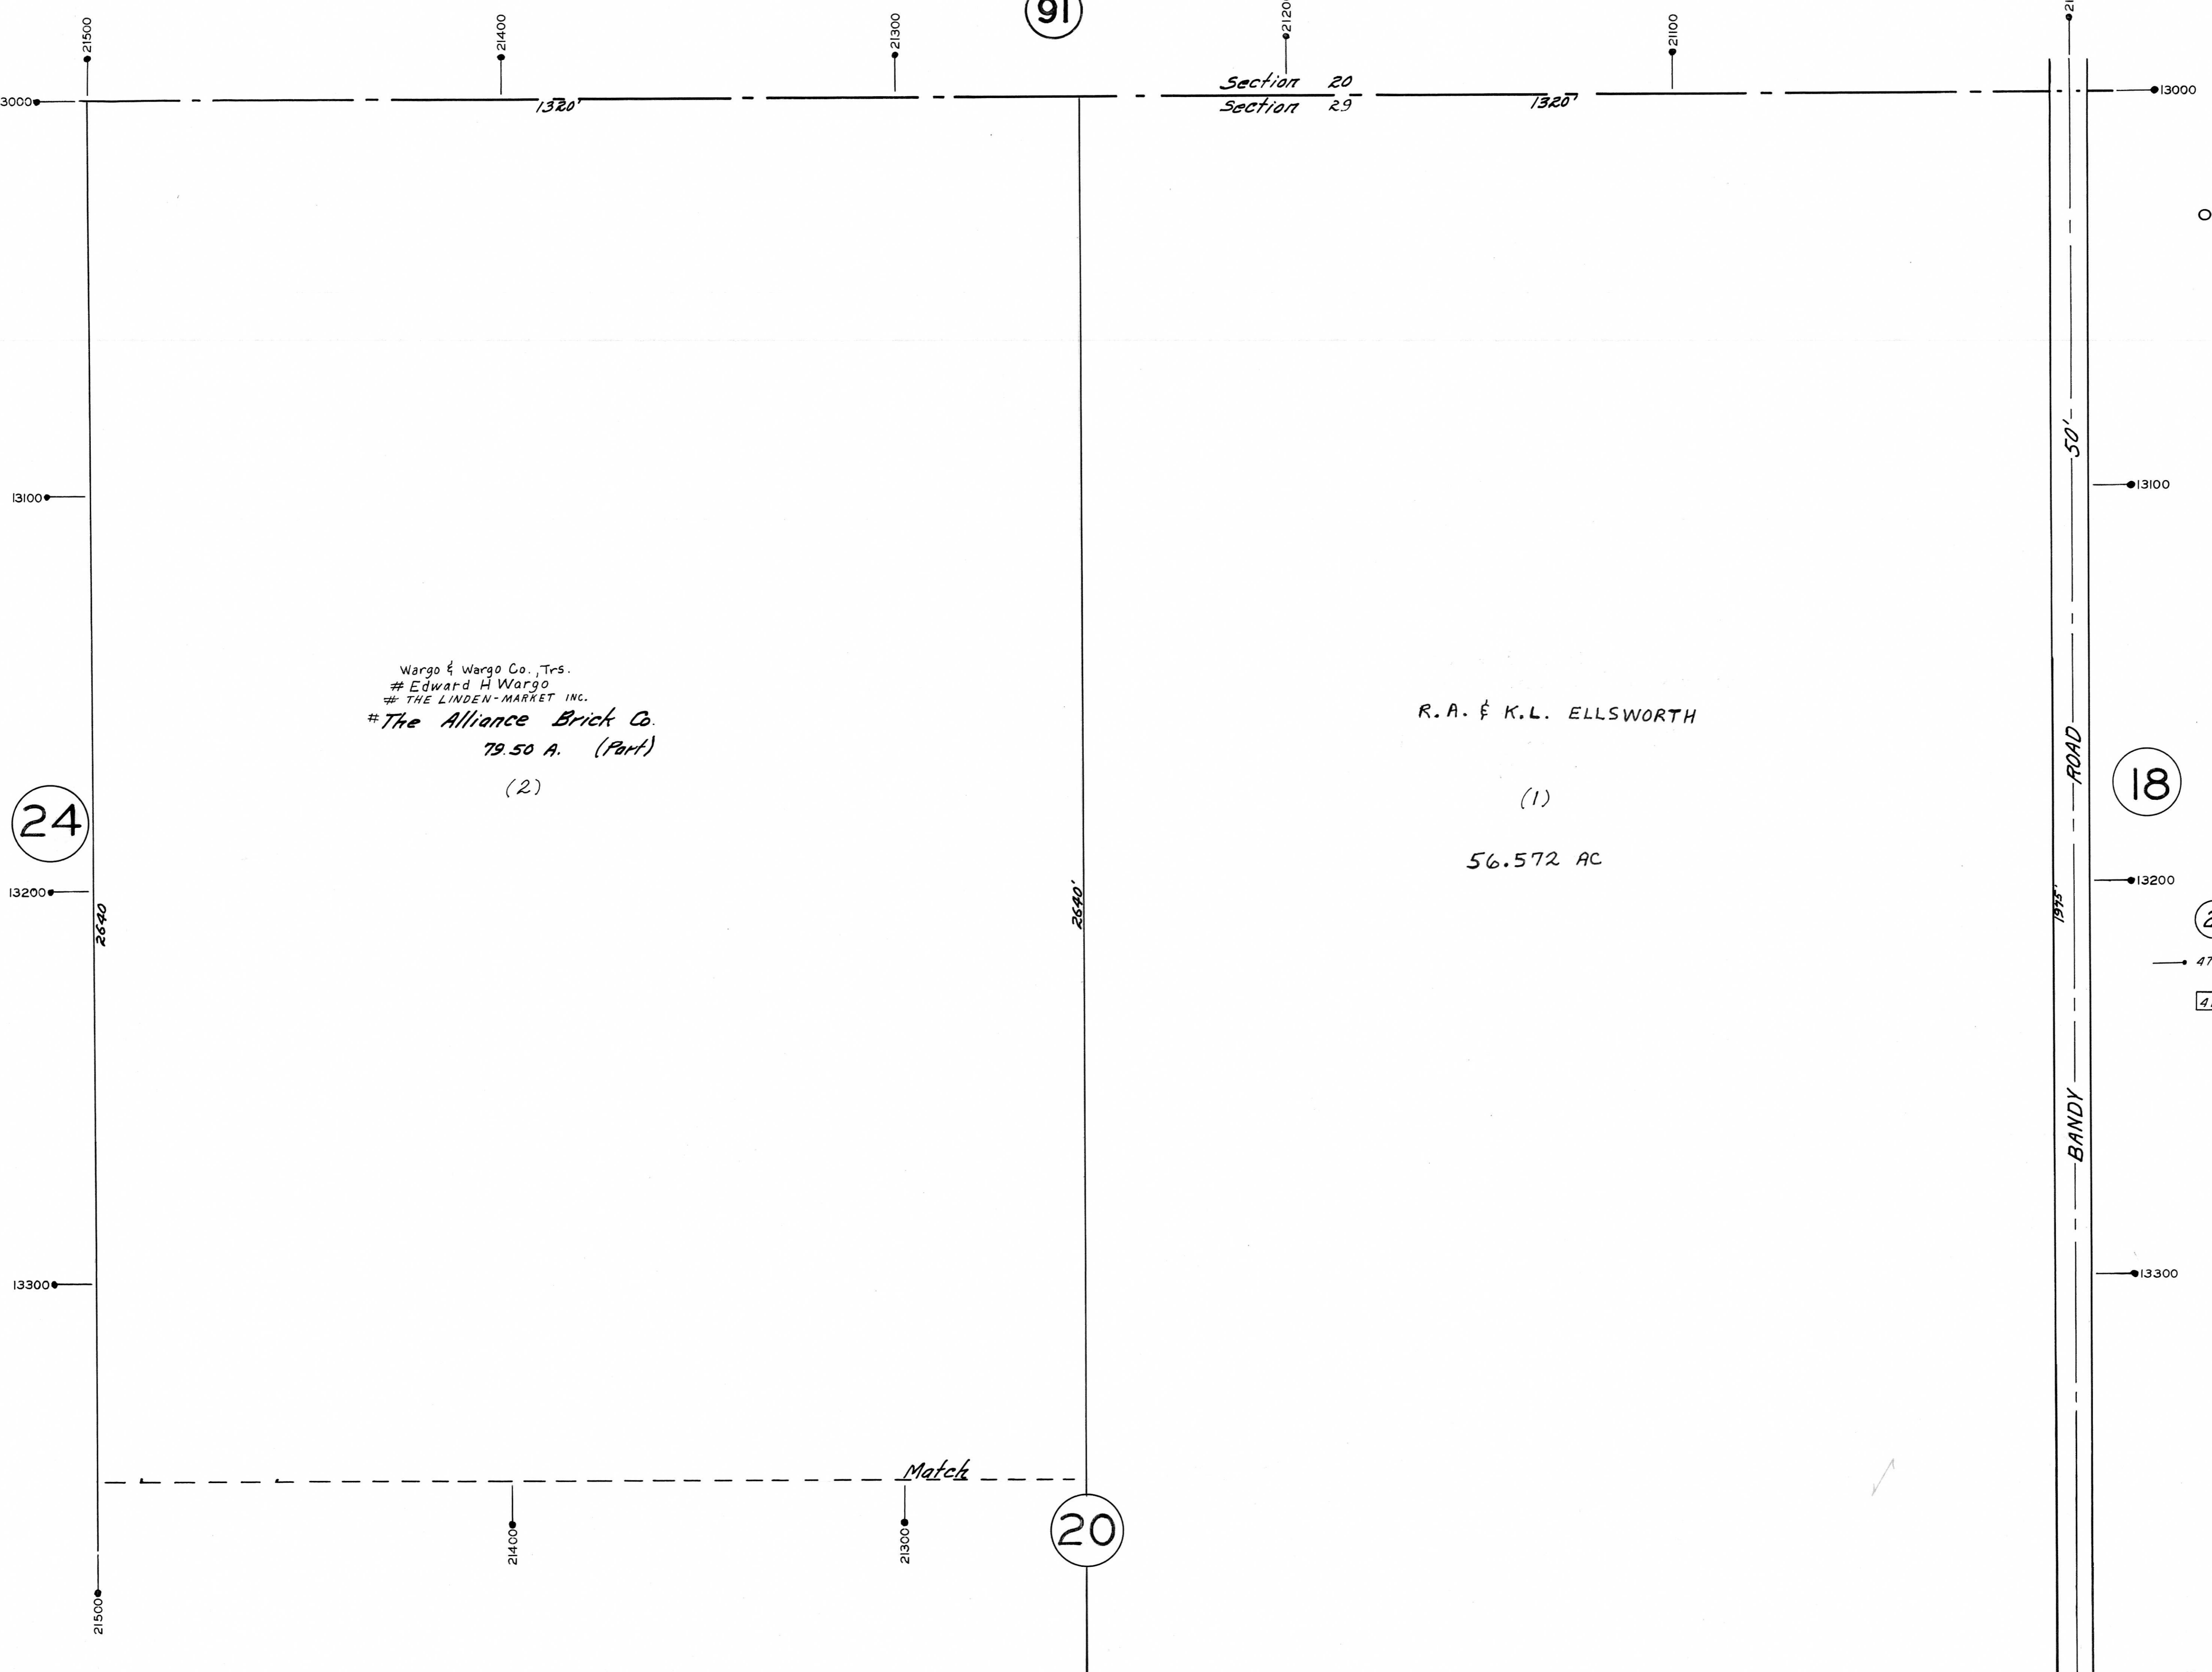 91
21500
21400
21300
21200
21100
Section 20
3000
1320'
Section 29
1320'
13000
50'
13100
13100
Wargo & Wargo Co., Trs.
# Edward H Wargo
# THE LINDEN-MARKET INC.
#The Alliance Brick Co.
79.50 A. (Part)
(2)
R.A. & K.L. ELLSWORTH
(1)
56.572 AC
ROAD
18
24
13200
13200
2640
2640'
47
BANDY
13300
13300
Match
20
21400
21300
21500